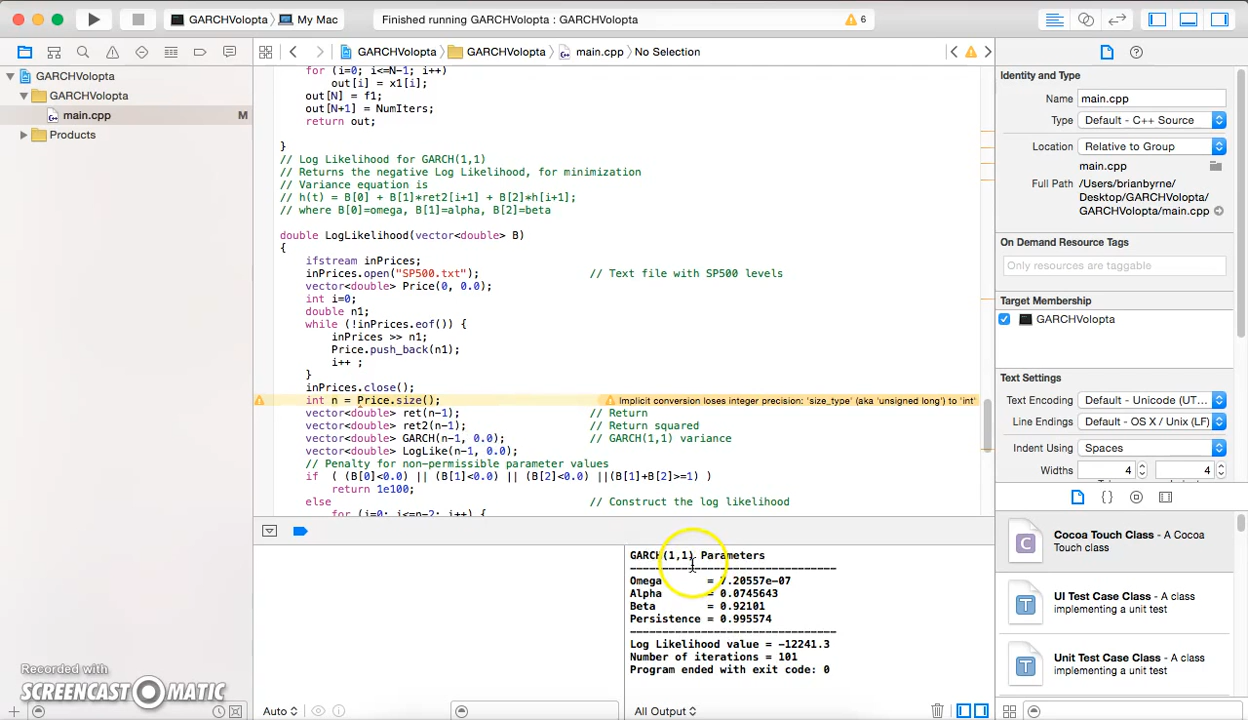 GARCHVolopta
My Mac
Finished running GARCHVolopta : GARCHVolopta
6
GARCHVolopta
GARCHVolopta
main.cpp
No Selection
GARCHVolopta
GARCHVolopta
main.cpp
M
Products
for (i=0; i<=N-1; i++)
out[i] = x1[i];
out[N] = f1;
out[N+1] = NumIters;
return out;
}
// Log Likelihood for GARCH(1,1)
// Returns the negative Log Likelihood, for minimization
// Variance equation is
// h(t) = B[0] + B[1]*ret2[i+1] + B[2]*h[i+1];
// where B[0]=omega, B[1]=alpha, B[2]=beta
double LogLikelihood(vector<double> B)
{
ifstream inPrices;
inPrices.open("SP500.txt"); // Text file with SP500 levels
vector<double> Price(0, 0.0);
int i=0;
double n1;
while (!inPrices.eof()) {
inPrices >> n1;
Price.push_back(n1);
i++ ;
}
inPrices.close();
int n = Price.size(); Implicit conversion loses integer precision: 'size_type' (aka 'unsigned long') to 'int'
vector<double> ret(n-1); // Return
vector<double> ret2(n-1); // Return squared
vector<double> GARCH(n-1, 0.0); // GARCH(1,1) variance
vector<double> LogLike(n-1, 0.0);
// Penalty for non-permissible parameter values
if ( (B[0]<0.0) || (B[1]<0.0) || (B[2]<0.0) ||(B[1]+B[2]>=1) )
return 1e100;
else // Construct the log likelihood
for (i=0; i<=n-2; i++) {
GARCH(1,1) Parameters
---------------------------------
Omega = 7.20557e-07
Alpha = 0.0745643
Beta = 0.92101
Persistence = 0.995574
---------------------------------
Log Likelihood value = -12241.3
Number of iterations = 101
Program ended with exit code: 0
Auto
All Output
Identity and Type
Name main.cpp
Type Default - C++ Source
Location Relative to Group
main.cpp
Full Path /Users/brianbyrne/
Desktop/GARCHVolopta/
GARCHVolopta/main.cpp
On Demand Resource Tags
Only resources are taggable
Target Membership
GARCHVolopta
Text Settings
Text Encoding Default - Unicode (UT...
Line Endings Default - OS X / Unix (LF)
Indent Using Spaces
Widths 4 4
{}
C
Cocoa Touch Class - A Cocoa
Touch class
T
UI Test Case Class - A class
implementing a unit test
T
Unit Test Case Class - A class
implementing a unit test
Recorded with
SCREENCAST-O-MATIC